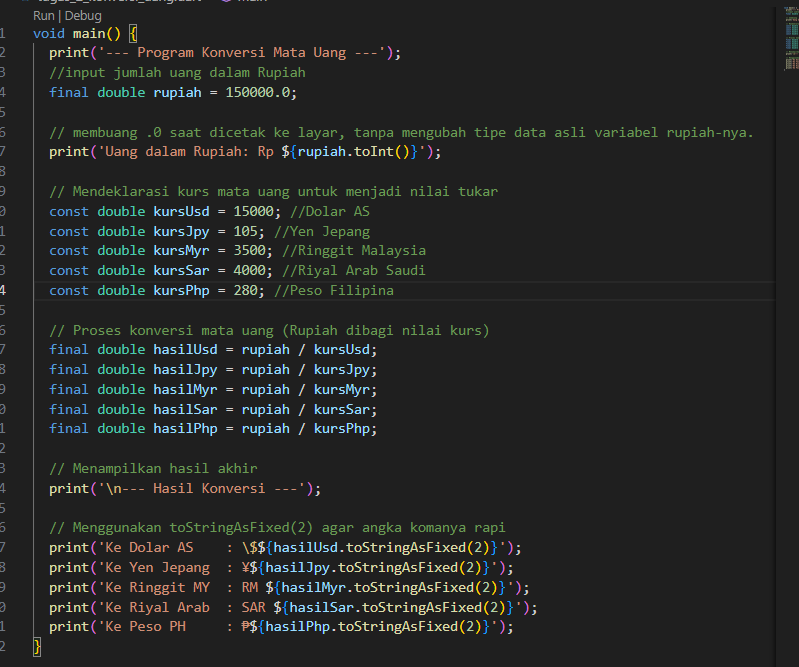 Run | Debug
void main() {
print('--- Program Konversi Mata Uang ---');
//input jumlah uang dalam Rupiah
final double rupiah = 150000.0;
// membuang .0 saat dicetak ke layar, tanpa mengubah tipe data asli variabel rupiah-nya.
print('Uang dalam Rupiah: Rp ${rupiah.toInt()}');
// Mendeklarasi kurs mata uang untuk menjadi nilai tukar
const double kursUsd = 15000; //Dolar AS
const double kursJpy = 105; //Yen Jepang
const double kursMyr = 3500; //Ringgit Malaysia
const double kursSar = 4000; //Riyal Arab Saudi
const double kursPhp = 280; //Peso Filipina
// Proses konversi mata uang (Rupiah dibagi nilai kurs)
final double hasilUsd = rupiah / kursUsd;
final double hasilJpy = rupiah / kursJpy;
final double hasilMyr = rupiah / kursMyr;
final double hasilSar = rupiah / kursSar;
final double hasilPhp = rupiah / kursPhp;
// Menampilkan hasil akhir
print('\n--- Hasil Konversi ---');
// Menggunakan toStringAsFixed(2) agar angka komanya rapi
print('Ke Dolar AS    : \$${hasilUsd.toStringAsFixed(2)}');
print('Ke Yen Jepang  : ¥${hasilJpy.toStringAsFixed(2)}');
print('Ke Ringgit MY  : RM ${hasilMyr.toStringAsFixed(2)}');
print('Ke Riyal Arab  : SAR ${hasilSar.toStringAsFixed(2)}');
print('Ke Peso PH     : ₱${hasilPhp.toStringAsFixed(2)}');
}